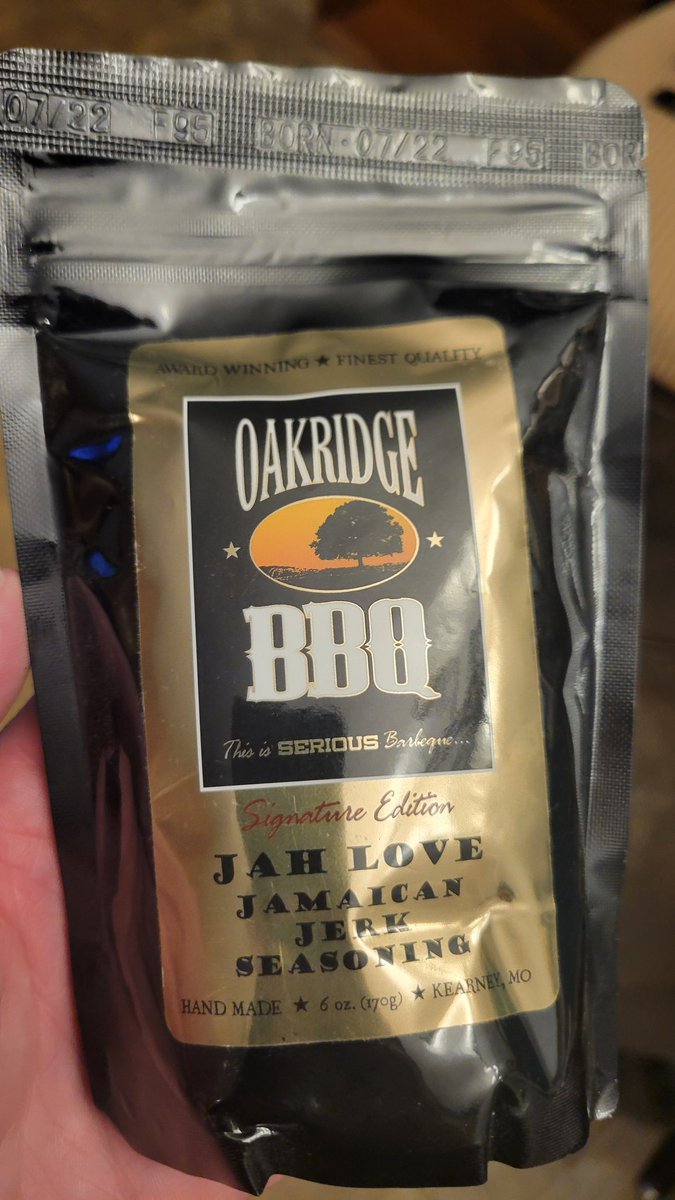 07/22 F95 BORN-07/22 F95 BOR
AWARD WINNING ★ FINEST QUALITY
OAKRIDGE
BBQ
This is SERIOUS Barbeque...
Signature Edition
JAH LOVE
JAMAICAN
JERK
SEASONING
HAND MADE ★ 6 oz. (170g) ★ KEARNEY, MO